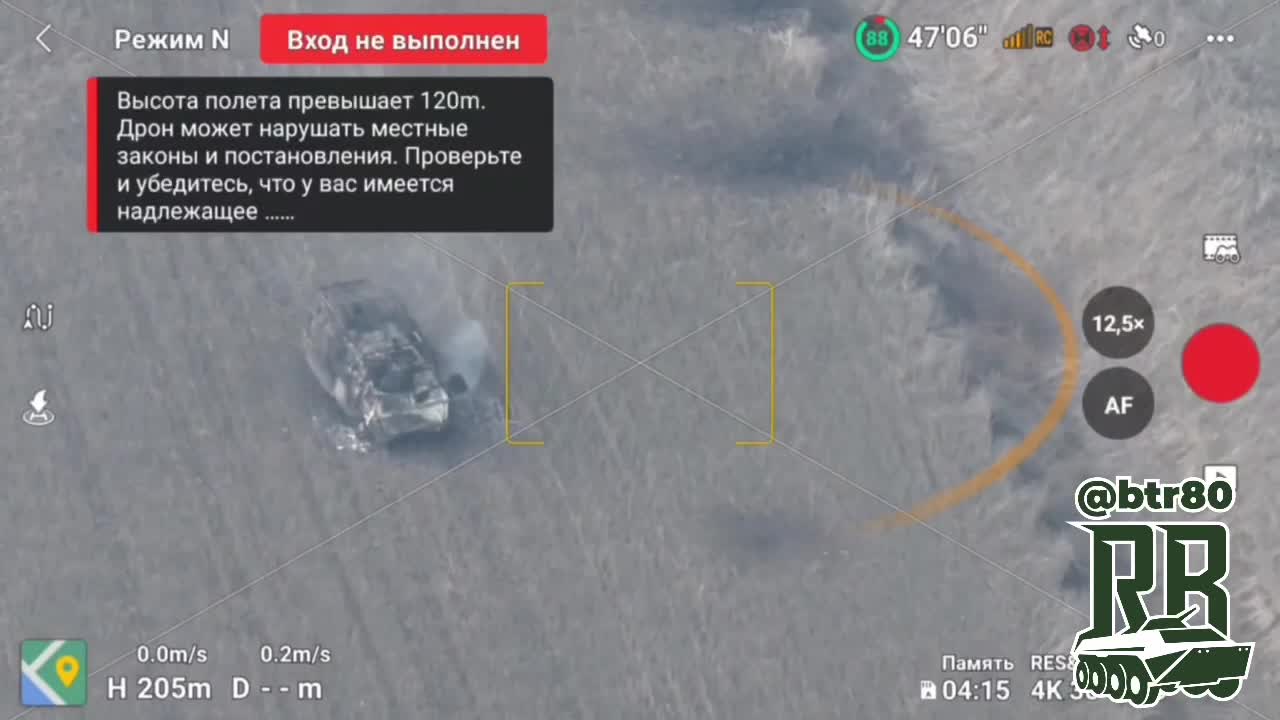 Режим N
Вход не выполнен
88
47'06"
RC
0
Высота полета превышает 120m.
Дрон может нарушать местные
законы и постановления. Проверьте
и убедитесь, что у вас имеется
надлежащее ......
12,5×
AF
@btr80
RB
0.0m/s 0.2m/s
H 205m D - - m
Память RES&
04:15 4K